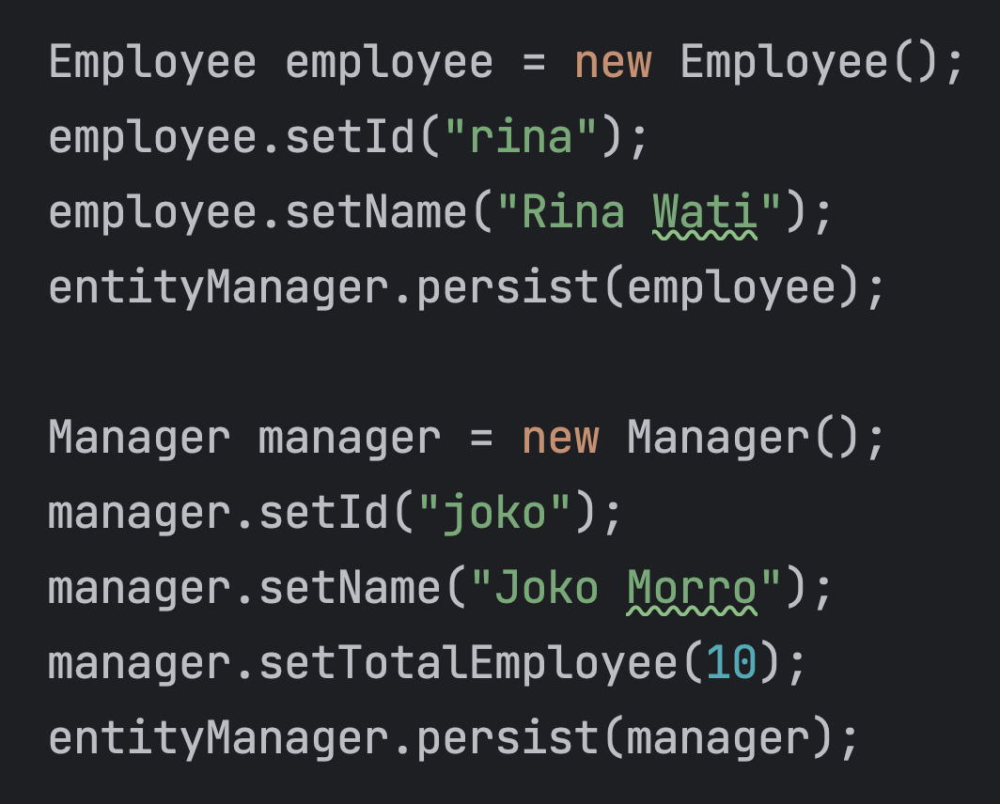 Employee employee = new Employee();
employee.setId("rina");
employee.setName("Rina Wati");
entityManager.persist(employee);
Manager manager = new Manager();
manager.setId("joko");
manager.setName("Joko Morro");
manager.setTotalEmployee(10);
entityManager.persist(manager);